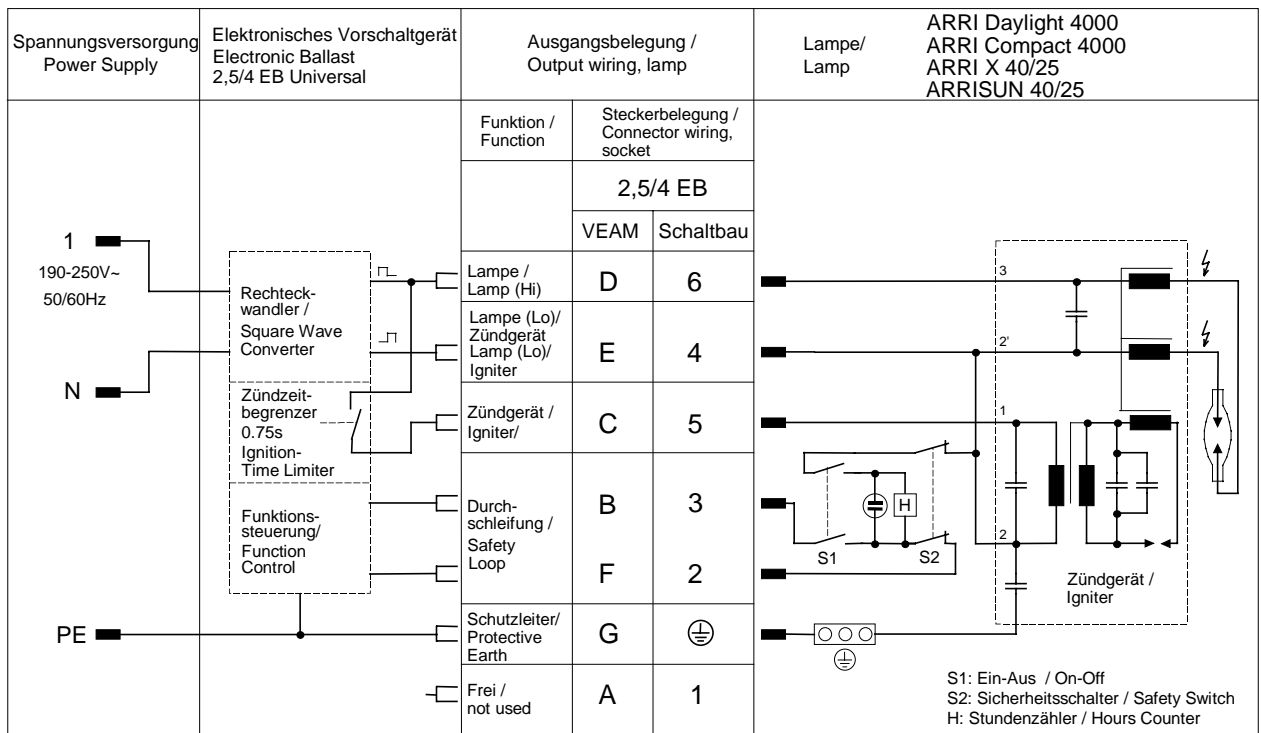 Spannungsversorgung
Power Supply
Elektronisches Vorschaltgerät
Electronic Ballast
2,5/4 EB Universal
Ausgangsbelegung /
Output wiring, lamp
Lampe/
Lamp
ARRI Daylight 4000
ARRI Compact 4000
ARRI X 40/25
ARRISUN 40/25
Funktion /
Function
Steckerbelegung /
Connector wiring,
socket
2,5/4 EB
VEAM
Schaltbau
1
190-250V~
50/60Hz
N
PE
Rechteck-
wandler /
Square Wave
Converter
Zündzeit-
begrenzer
0.75s
Ignition-
Time Limiter
Funktions-
steuerung/
Function
Control
Lampe /
Lamp (Hi)
D
6
Lampe (Lo)/
Zündgerät
Lamp (Lo)/
Igniter
E
4
Zündgerät /
Igniter/
C
5
Durch-
schleifung /
Safety
Loop
B
3
F
2
Schutzleiter/
Protective
Earth
G
Frei /
not used
A
1
3
2'
1
2
H
S1
S2
Zündgerät /
Igniter
S1: Ein-Aus / On-Off
S2: Sicherheitsschalter / Safety Switch
H: Stundenzähler / Hours Counter